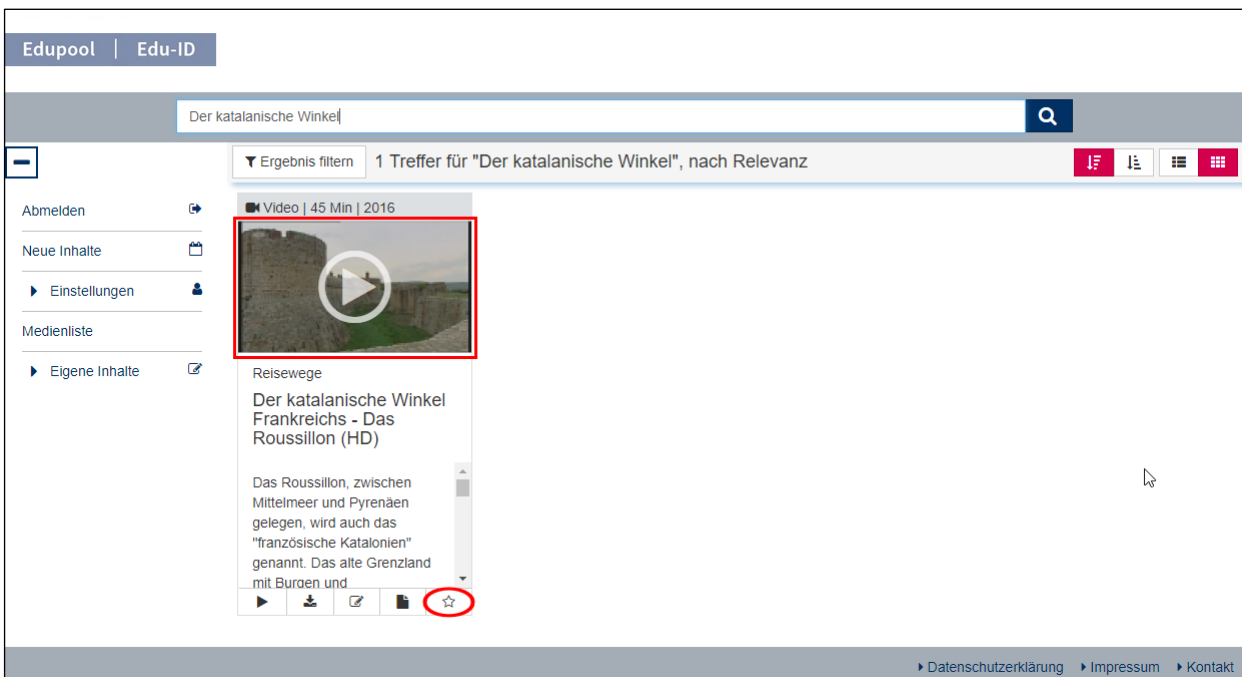 Edupool | Edu-ID
Der katalanische Winkel
Ergebnis filtern
1 Treffer für "Der katalanische Winkel", nach Relevanz
Abmelden
Neue Inhalte
Einstellungen
Medienliste
Eigene Inhalte
Video | 45 Min | 2016
Reisewege
Der katalanische Winkel
Frankreichs - Das
Roussillon (HD)
Das Roussillon, zwischen
Mittelmeer und Pyrenäen
gelegen, wird auch das
"französische Katalonien"
genannt. Das alte Grenzland
mit Burgen und
Datenschutzerklärung
Impressum
Kontakt